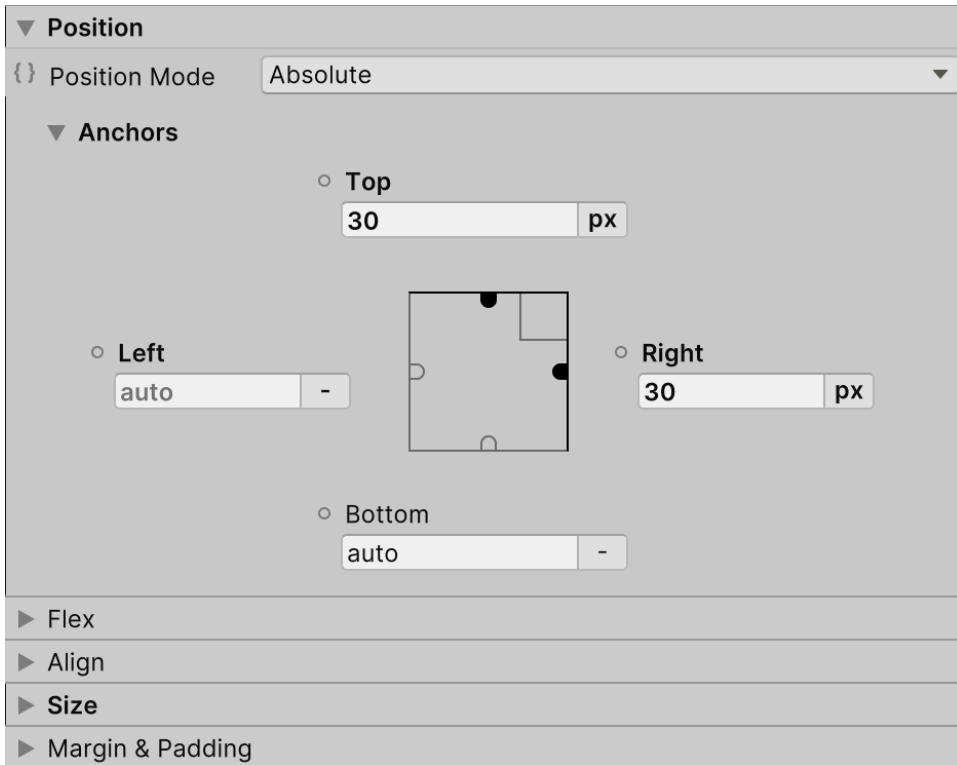 Position
{} Position Mode Absolute
Anchors
Top
30 px
Left Right
auto - 30 px
Bottom
auto -
Flex
Align
Size
Margin & Padding